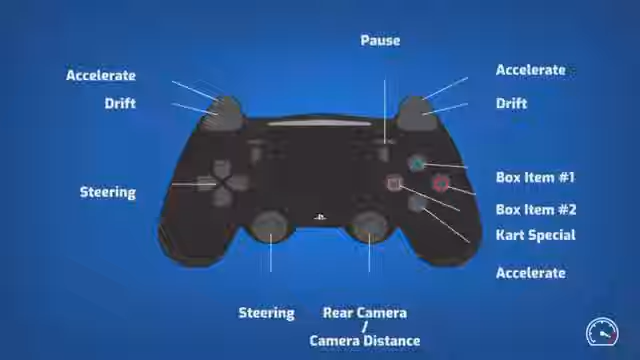 Pause
Accelerate
Accelerate
Drift
Drift
Box Item #1
Steering
Box Item #2
Kart Special
Accelerate
Steering
Rear Camera
/
Camera Distance